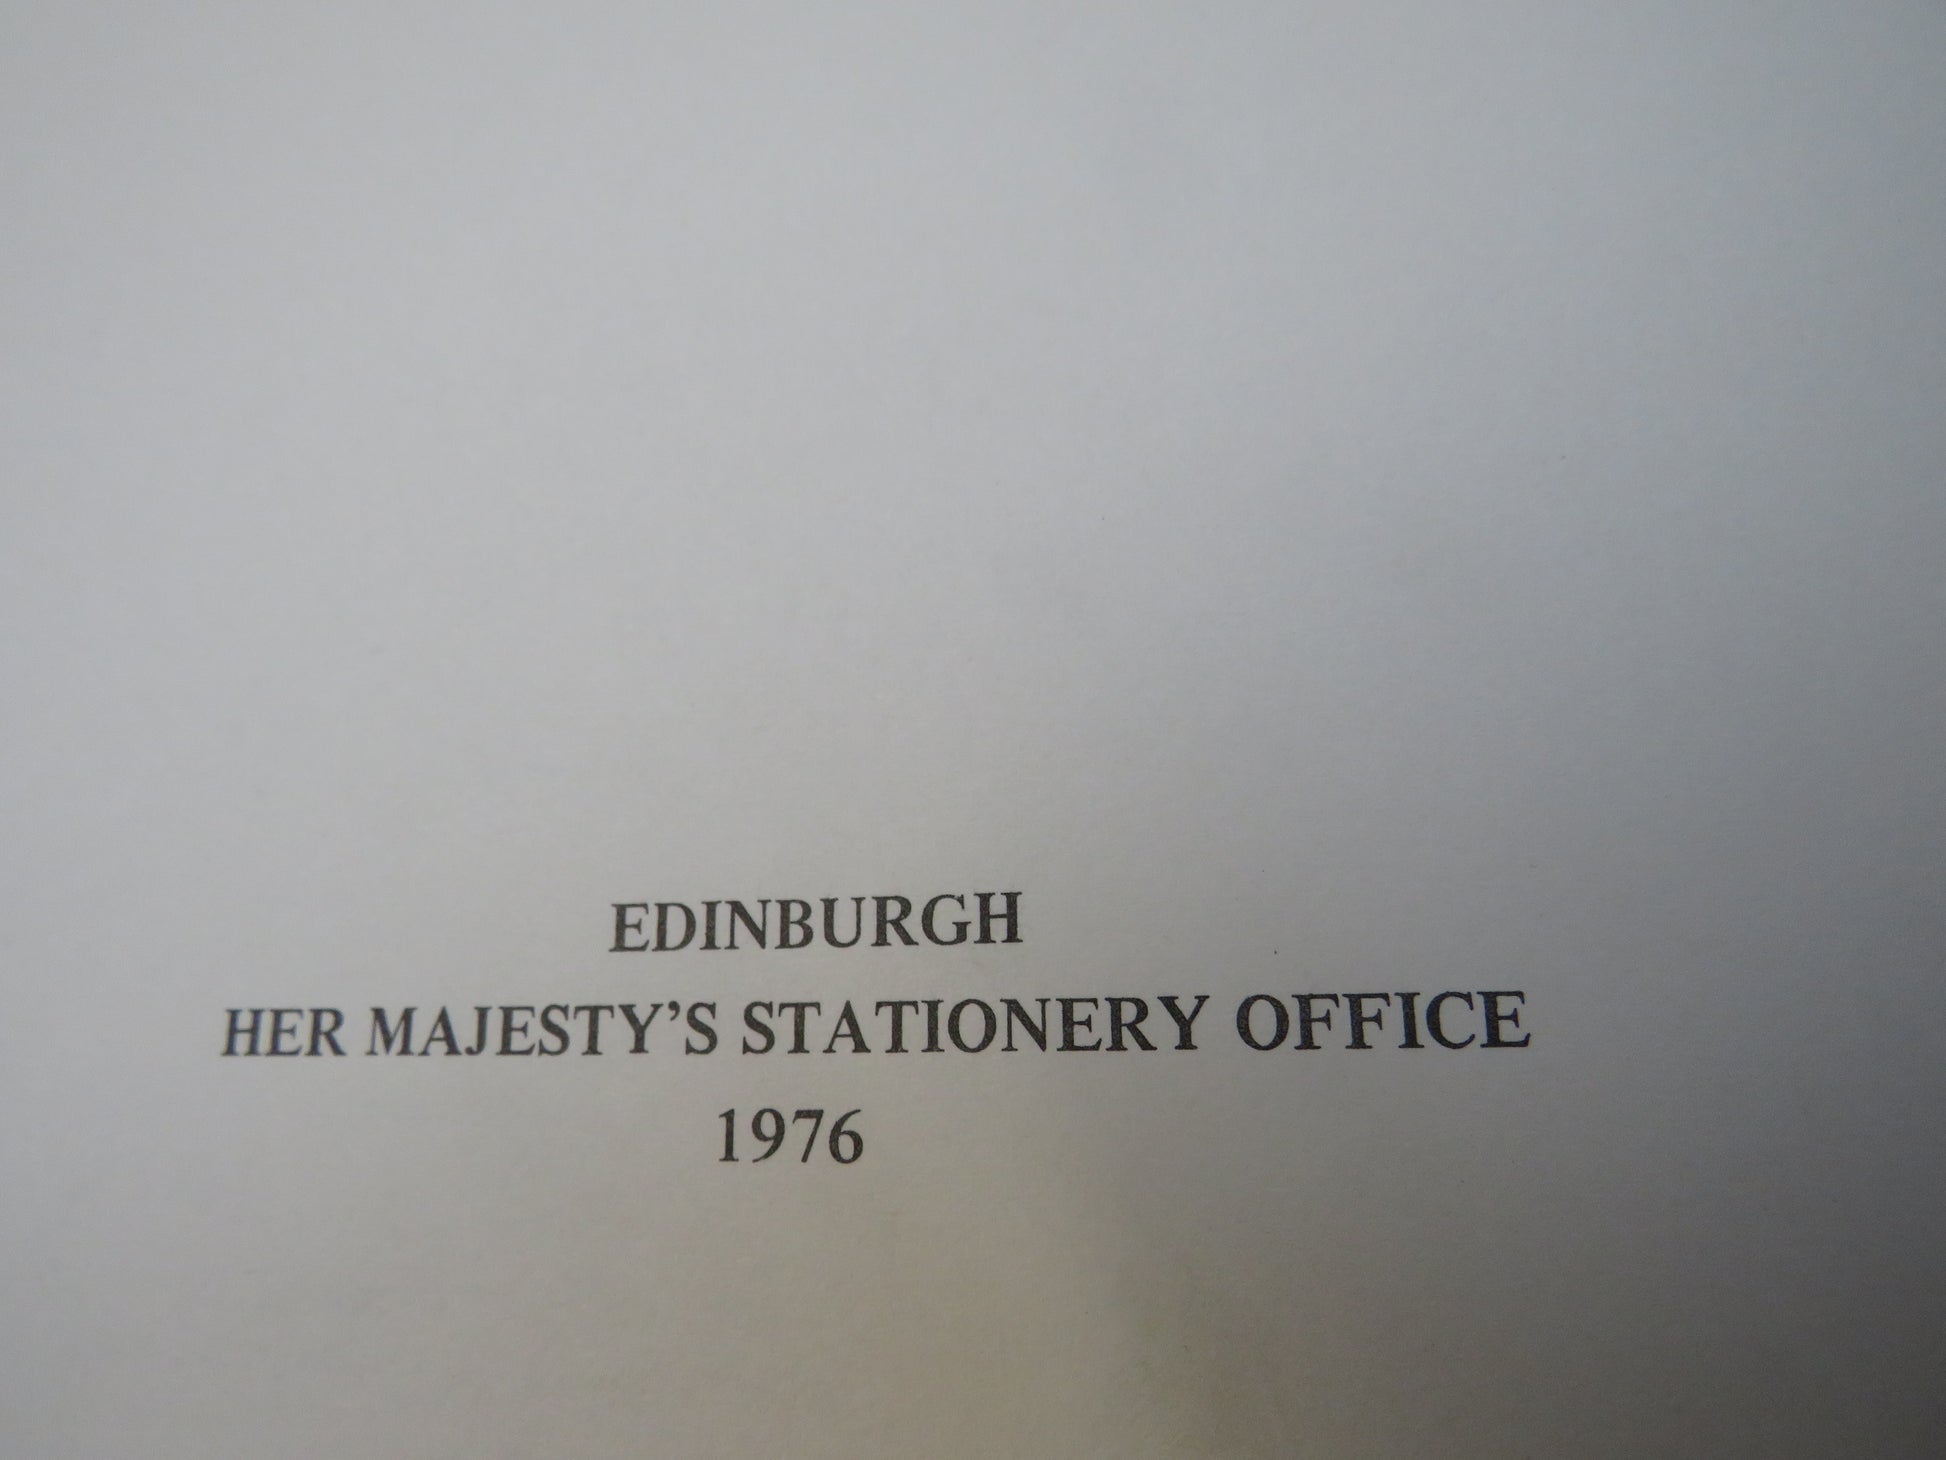 EDINBURGH
HER MAJESTY’S STATIONERY OFFICE
1976